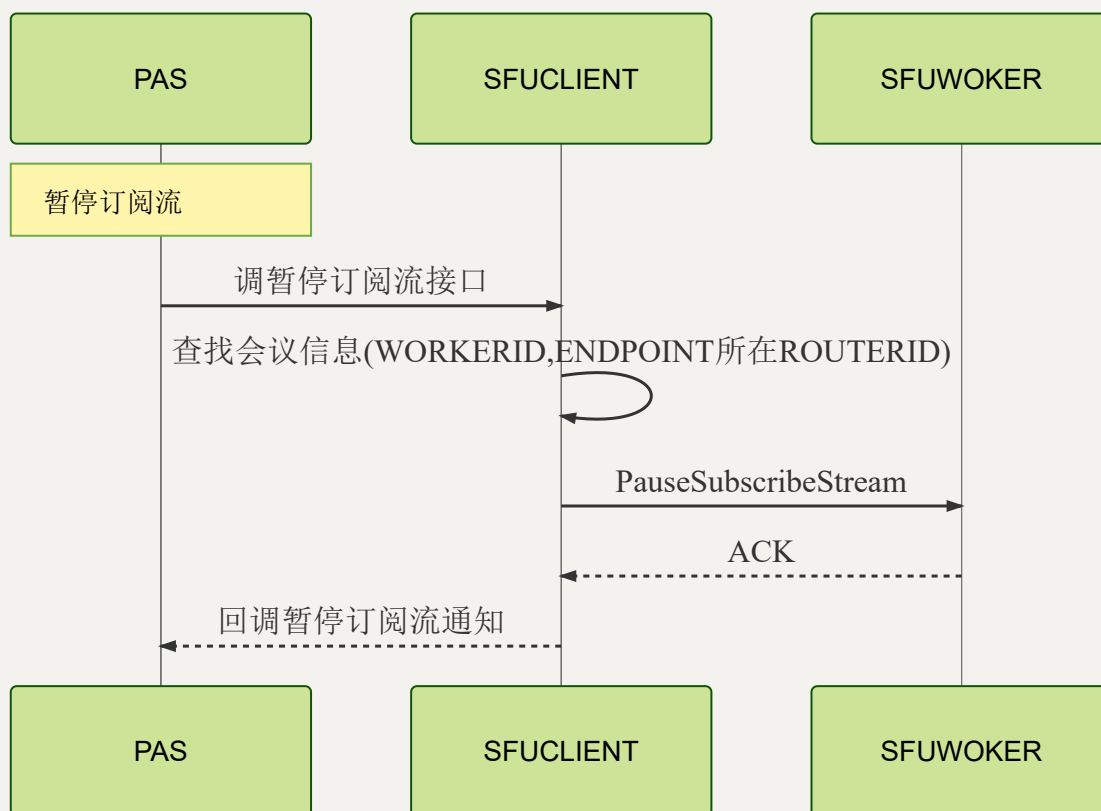 PAS
SFUCLIENT
SFUWOKER
暂停订阅流
调暂停订阅流接口
查找会议信息(WORKERID,ENDPOINT所在ROUTERID)
PauseSubscribeStream
ACK
回调暂停订阅流通知
PAS
SFUCLIENT
SFUWOKER